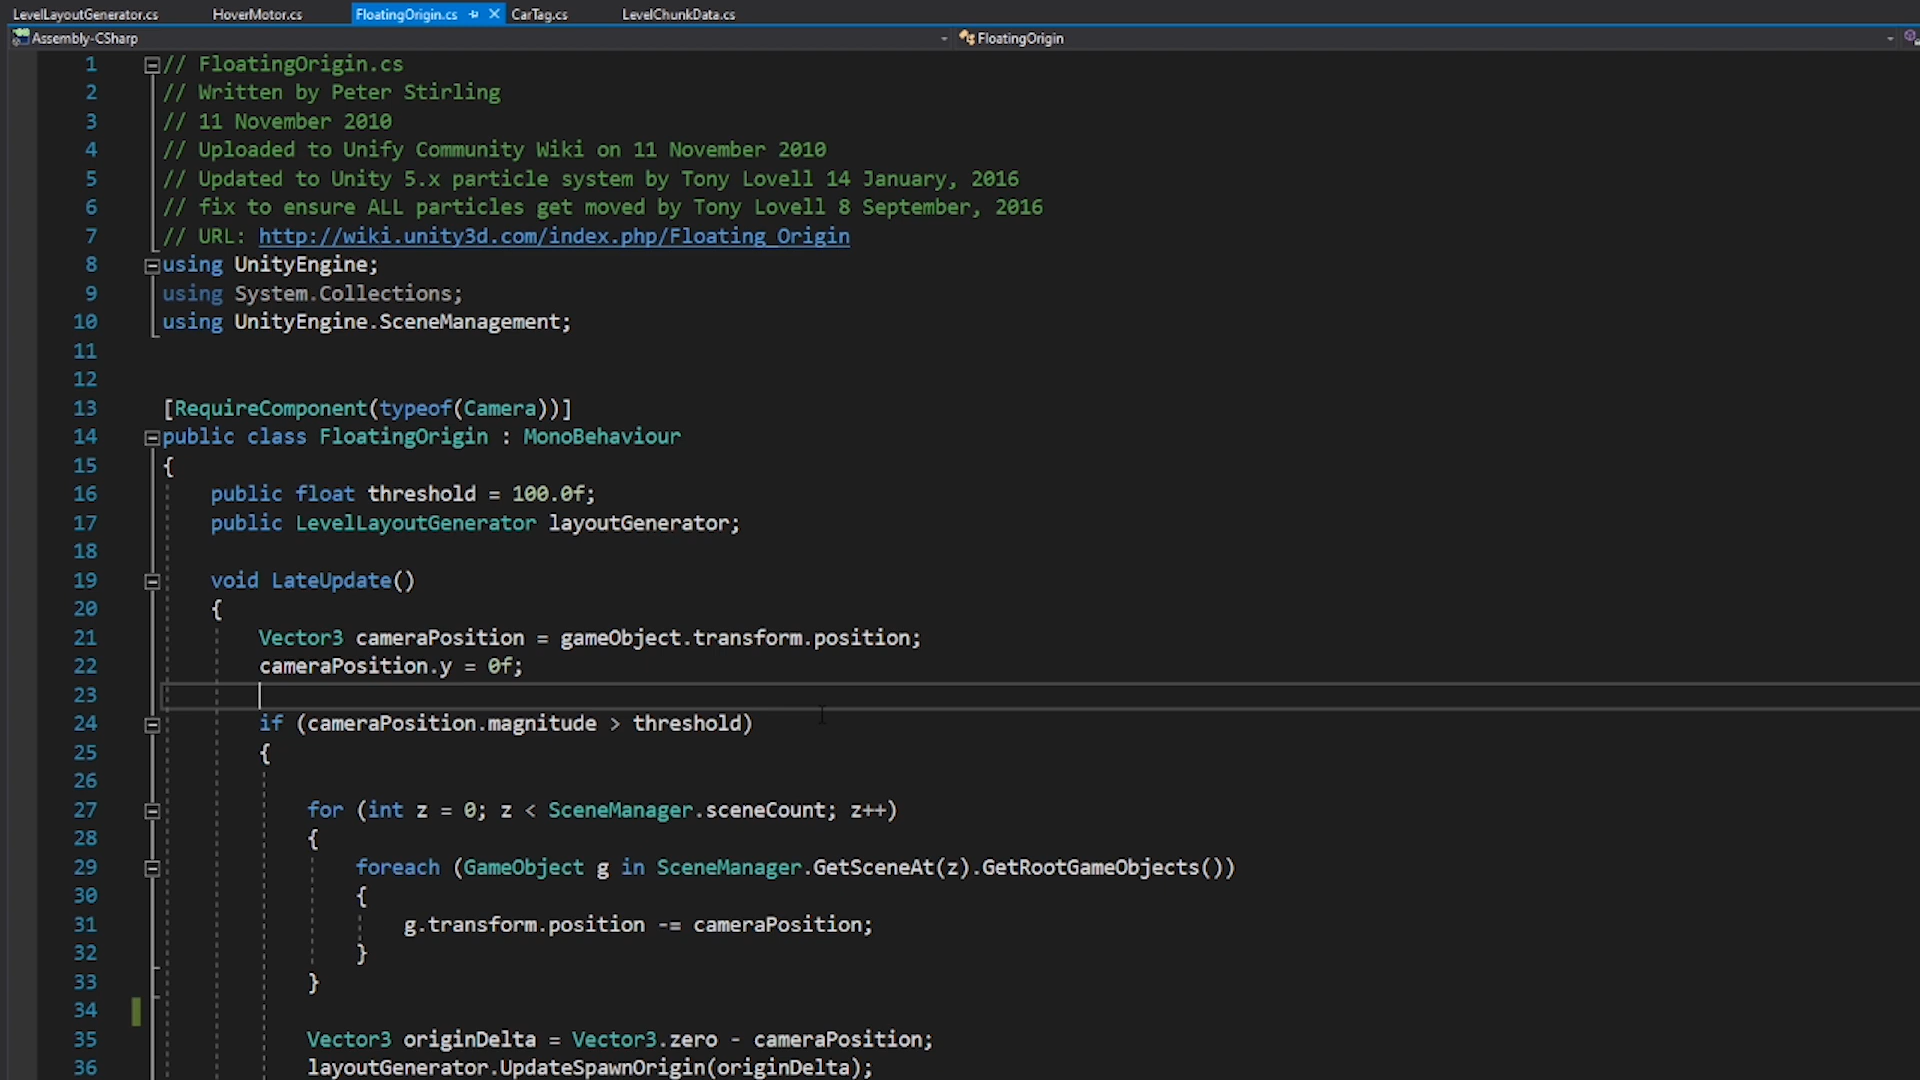 LevelLayoutGenerator.cs HoverMotor.cs FloatingOrigin.cs CarTag.cs LevelChunkData.cs
Assembly-CSharp FloatingOrigin
1 // FloatingOrigin.cs
2 // Written by Peter Stirling
3 // 11 November 2010
4 // Uploaded to Unify Community Wiki on 11 November 2010
5 // Updated to Unity 5.x particle system by Tony Lovell 14 January, 2016
6 // fix to ensure ALL particles get moved by Tony Lovell 8 September, 2016
7 // URL: http://wiki.unity3d.com/index.php/Floating_Origin
8 using UnityEngine;
9 using System.Collections;
10 using UnityEngine.SceneManagement;
11
12
13 [RequireComponent(typeof(Camera))]
14 public class FloatingOrigin : MonoBehaviour
15 {
16 public float threshold = 100.0f;
17 public LevelLayoutGenerator layoutGenerator;
18
19 void LateUpdate()
20 {
21 Vector3 cameraPosition = gameObject.transform.position;
22 cameraPosition.y = 0f;
23
24 if (cameraPosition.magnitude > threshold)
25 {
26
27 for (int z = 0; z < SceneManager.sceneCount; z++)
28 {
29 foreach (GameObject g in SceneManager.GetSceneAt(z).GetRootGameObjects())
30 {
31 g.transform.position -= cameraPosition;
32 }
33 }
34
35 Vector3 originDelta = Vector3.zero - cameraPosition;
36 layoutGenerator.UpdateSpawnOrigin(originDelta);